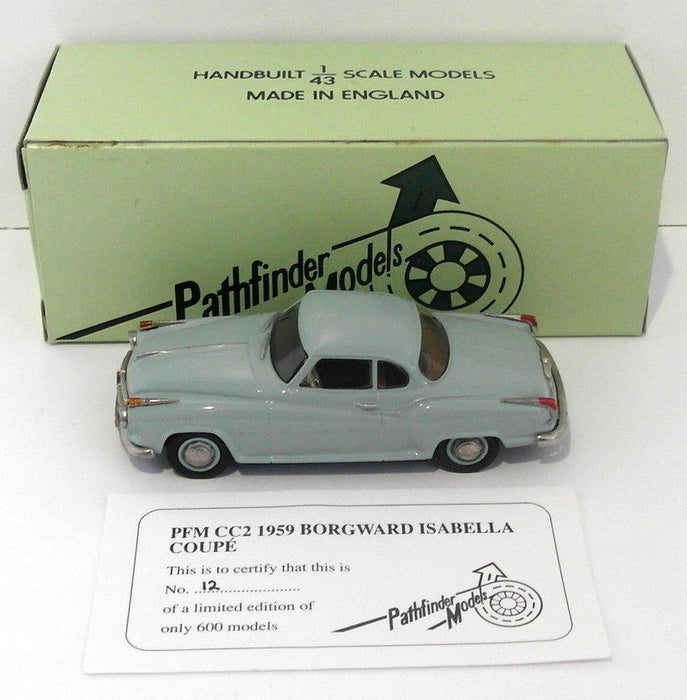 HANDBUILT 1/43 SCALE MODELS
MADE IN ENGLAND
Pathfinder
Models
PFM CC2 1959 BORGWARD ISABELLA
COUPÉ
This is to certify that this is
No. ..12........................
of a limited edition of
only 600 models
Pathfinder
Models